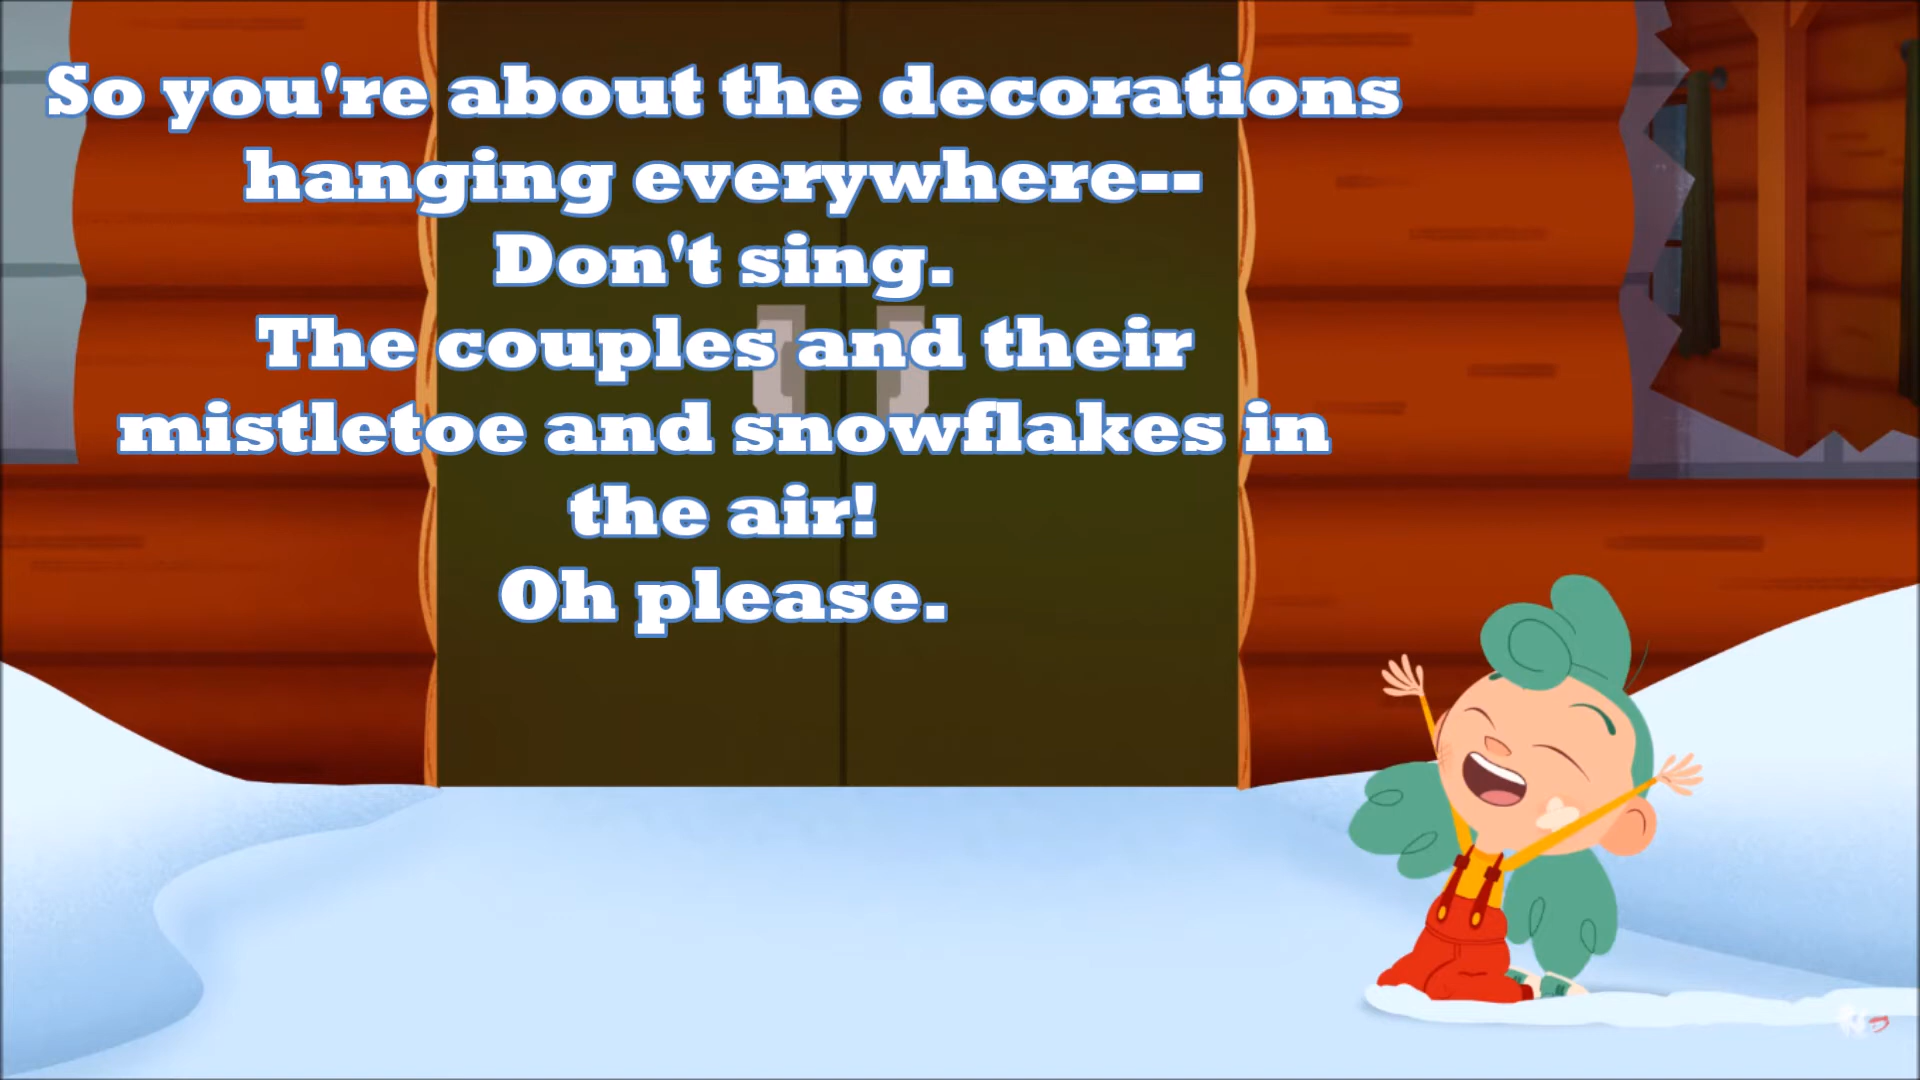 So you're about the decorations
hanging everywhere--
Don't sing.
The couples and their
mistletoe and snowflakes in
the air!
Oh please.